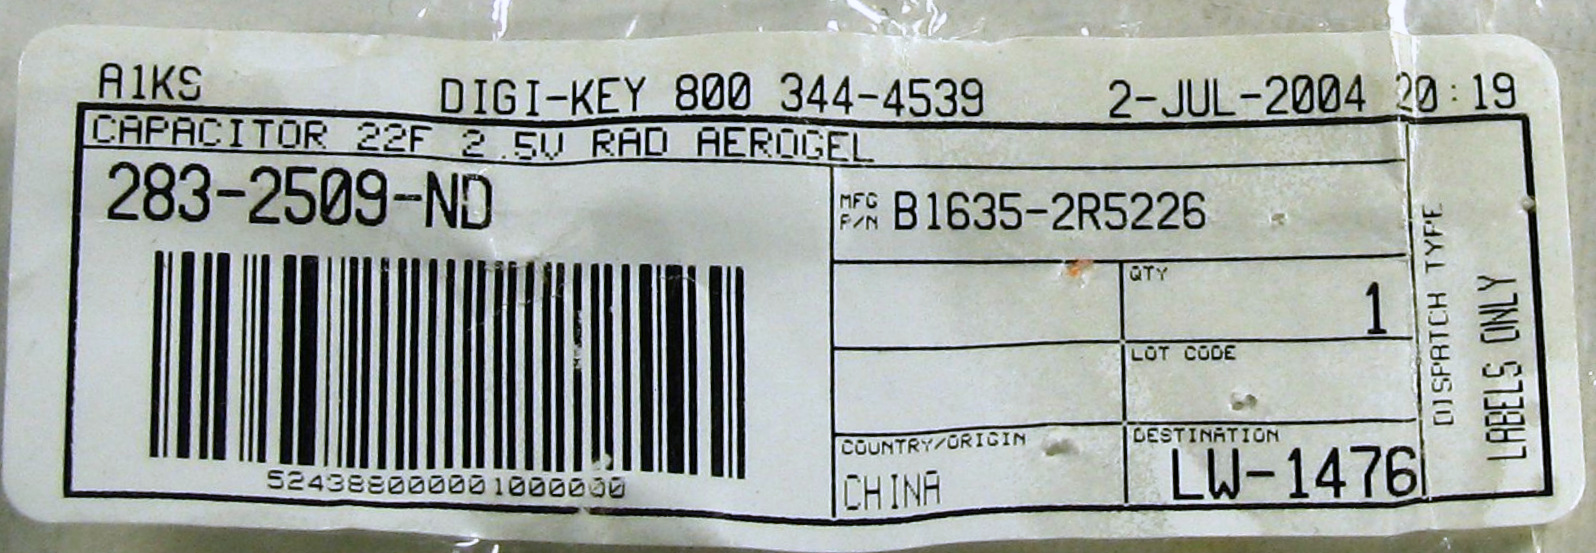 A1KS DIGI-KEY 800 344-4539 2-JUL-2004 20:19
CAPACITOR 22F 2.5V RAD AEROGEL
283-2509-ND
MFG P/N B1635-2R5226
QTY
1
LOT CODE
COUNTRY/ORIGIN
CHINA
DESTINATION
LW-1476
5243880000001000000
DISPATCH TYPE
LABELS ONLY